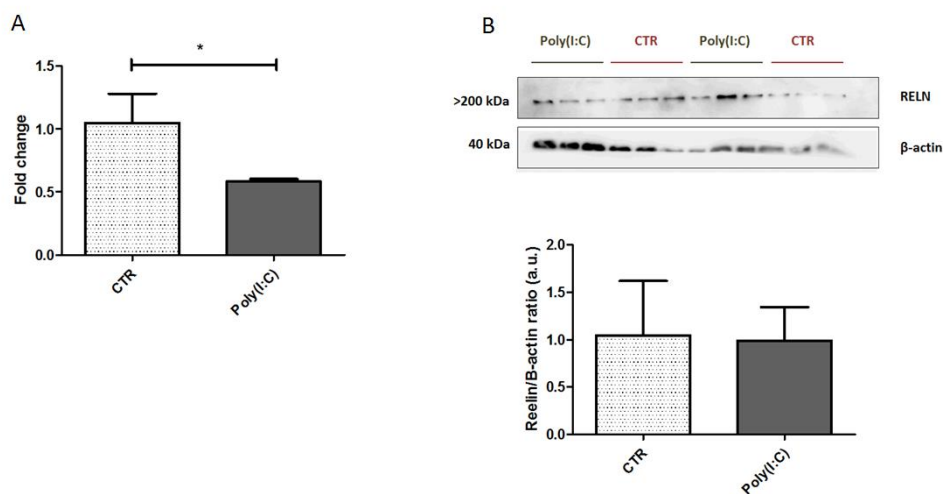 A
*
1.5
1.0
0.5
0.0
Fold change
CTR
Poly(I:C)
B
Poly(I:C) CTR Poly(I:C) CTR
>200 kDa RELN
40 kDa β-actin
2.0
1.5
1.0
0.5
0.0
Reelin/B-actin ratio (a.u.)
CTR
Poly(I:C)